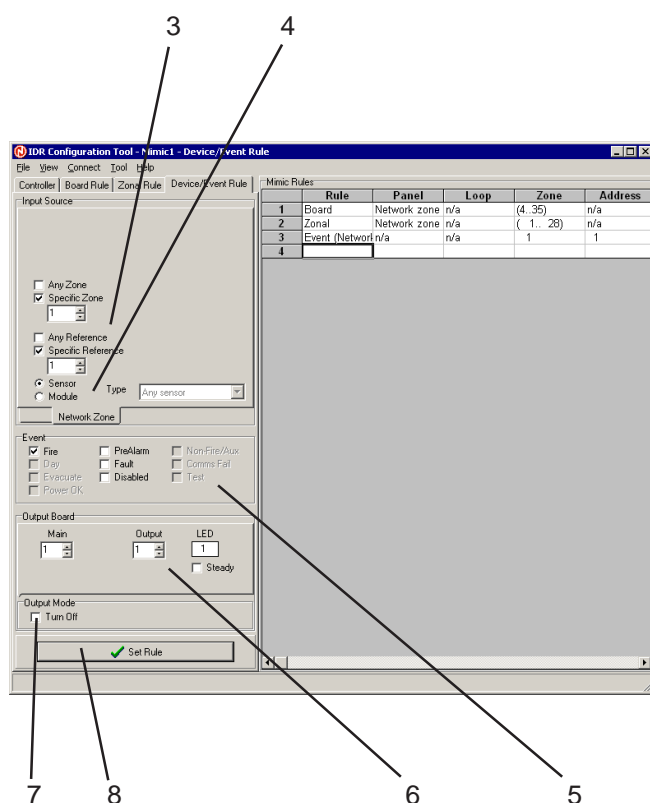 3 4
IDR Configuration Tool - Mimic1 - Device/Event Rule
File View Connect Tool Help
Controller Board Rule Zonal Rule Device/Event Rule
Input Source
Any Zone
Specific Zone
1
Any Reference
Specific Reference
1
Sensor
Module
Type Any sensor
Network Zone
Event
Fire PreAlarm Non-Fire/Aux
Day Fault Comms Fail
Evacuate Disabled Test
Power OK
Output Board
Main Output LED
1 1 1
Steady
Output Mode
Turn Off
Set Rule
Mimic Rules
Rule Panel Loop Zone Address
1 Board Network zone n/a (4..35) n/a
2 Zonal Network zone n/a ( 1.. 28) n/a
3 Event (Network n/a n/a 1 1
4
7 8 6 5